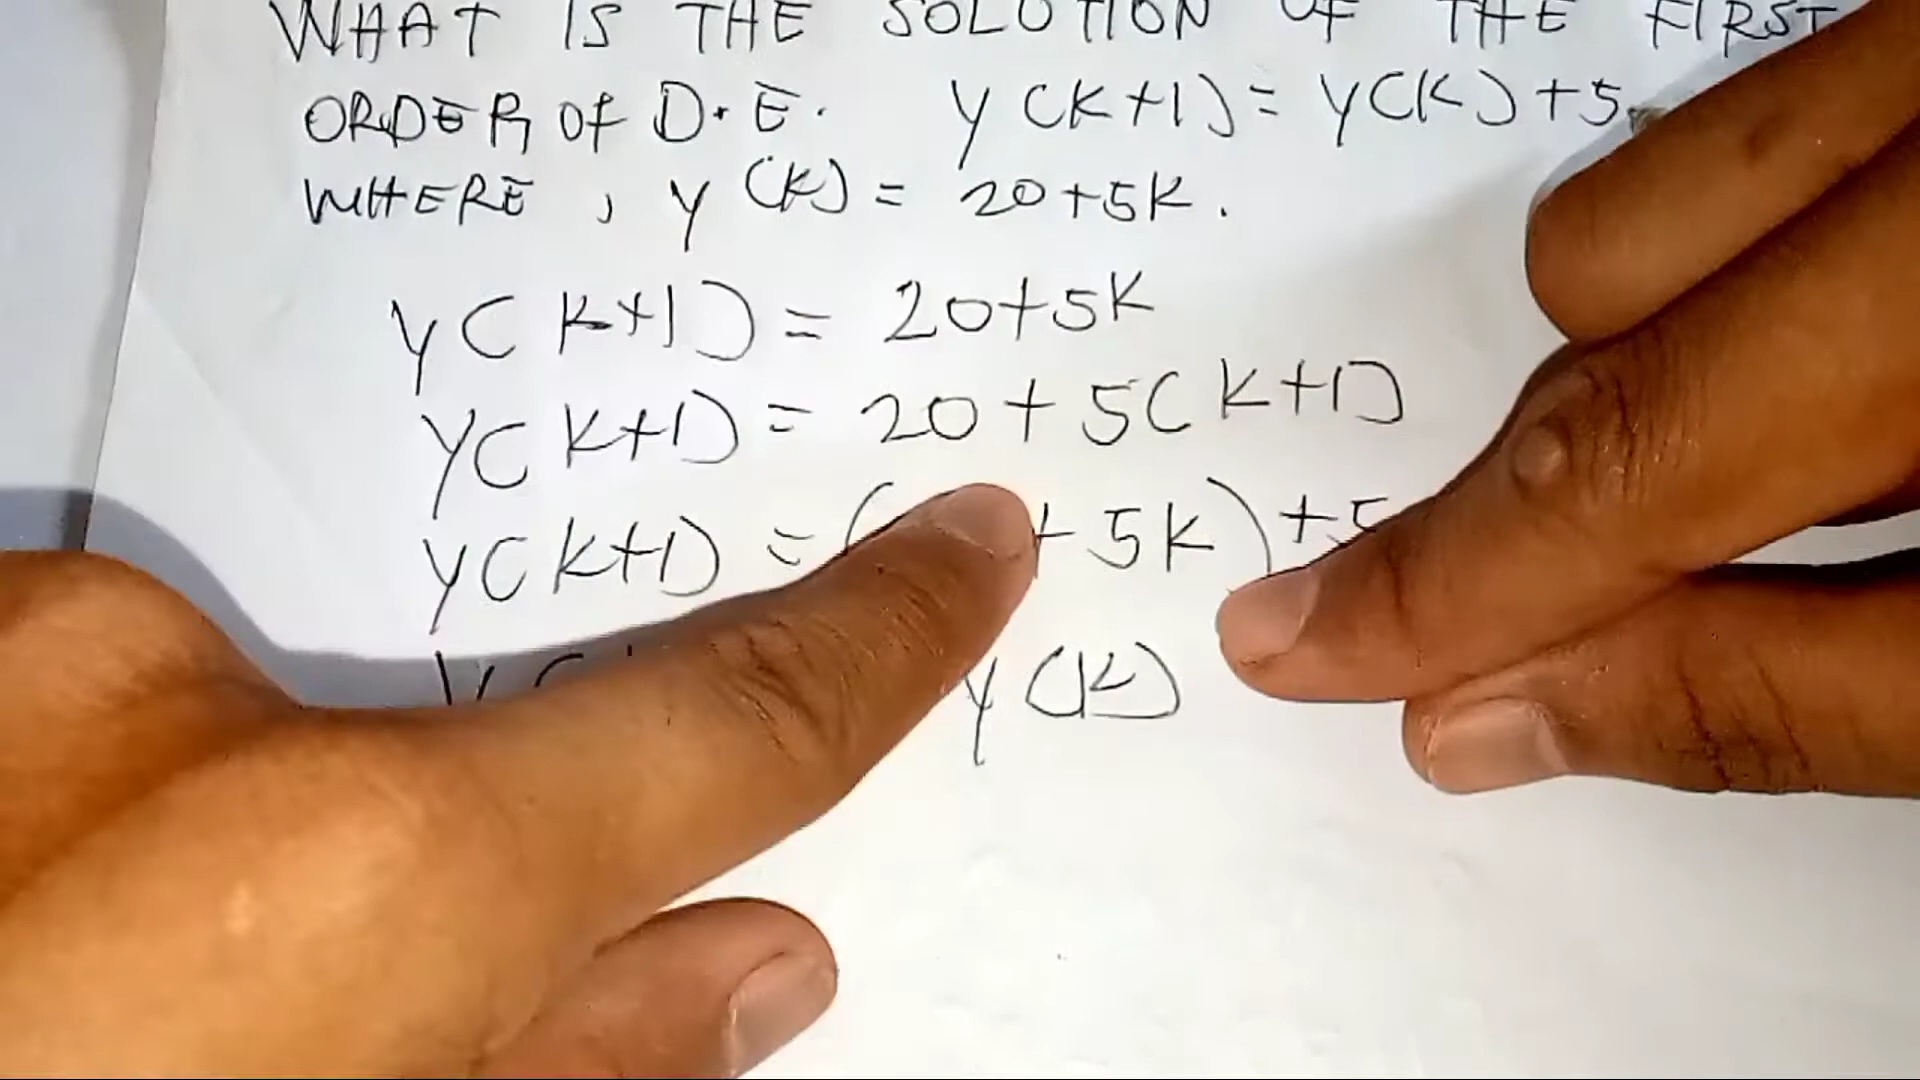 WHAT IS THE SOLUTION OF THE FIRST
ORDER OF D.E. y(k+1) = y(k)+5
WHERE, y(k) = 20+5k.
y(k+1) = 20+5k
y(k+1) = 20+5(k+1)
y(k+1) = ( +5k)+5
y( y(k)